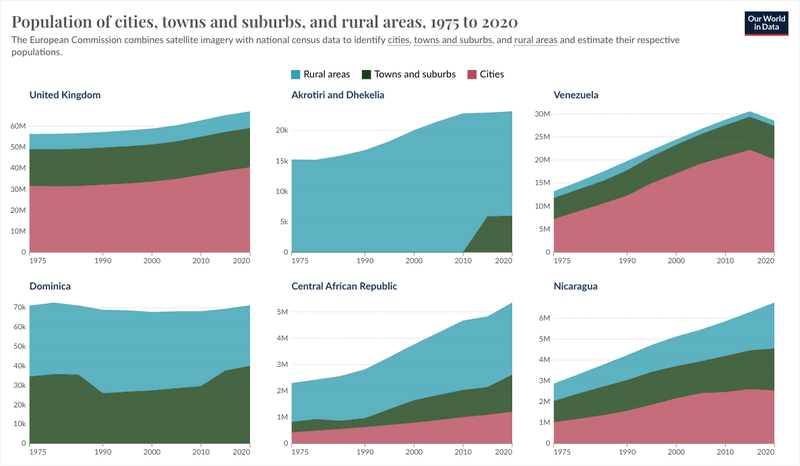 Population of cities, towns and suburbs, and rural areas, 1975 to 2020
Our World
in Data
The European Commission combines satellite imagery with national census data to identify cities, towns and suburbs, and rural areas and estimate their respective
populations.
Rural areas Towns and suburbs Cities
United Kingdom
60M
50M
40M
30M
20M
10M
0
1975 1990 2000 2010 2020
Akrotiri and Dhekelia
20k
15k
10k
5k
0
1975 1990 2000 2010 2020
Venezuela
30M
25M
20M
15M
10M
5M
0
1975 1990 2000 2010 2020
Dominica
70k
60k
50k
40k
30k
20k
10k
0
1975 1990 2000 2010 2020
Central African Republic
5M
4M
3M
2M
1M
0
1975 1990 2000 2010 2020
Nicaragua
6M
5M
4M
3M
2M
1M
0
1975 1990 2000 2010 2020